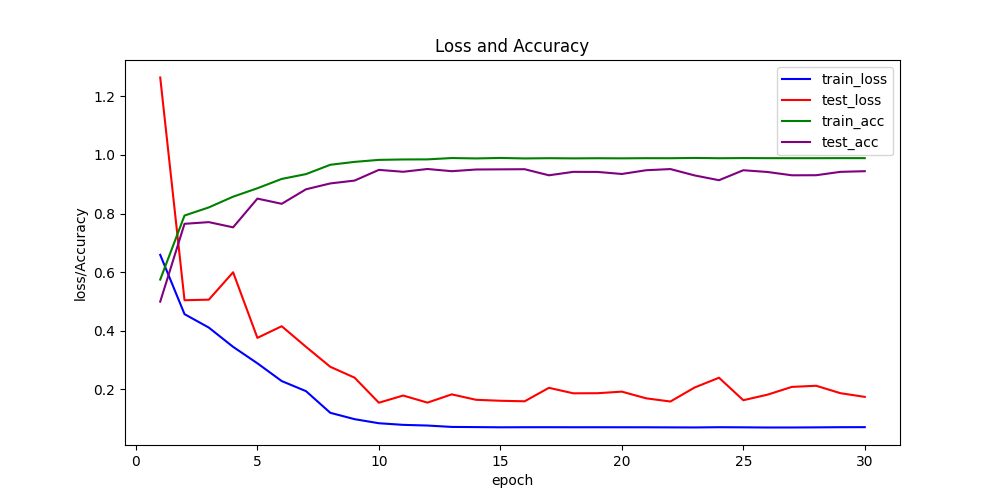 Loss and Accuracy
train_loss
test_loss
train_acc
test_acc
loss/Accuracy
1.2
1.0
0.8
0.6
0.4
0.2
0 5 10 15 20 25 30
epoch